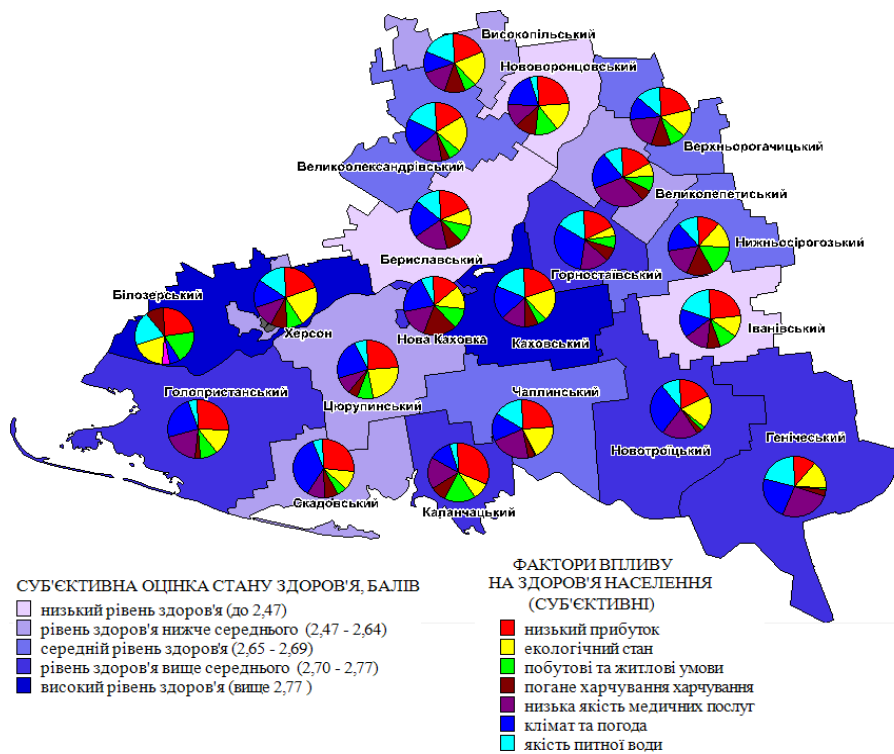 Високопільський
Нововоронцовський
Верхньорогачицький
Великоолександрівський
Великолепетиський
Бериславський
Нижньосірогозький
Горностаївський
Білозерський
Херсон
Нова Каховка
Каховський
Іванівський
Голопристанський
Цюрупинський
Чаплинський
Новотроїцький
Генічеський
Скадовський
Каланчацький
СУБ'ЄКТИВНА ОЦІНКА СТАНУ ЗДОРОВ'Я, БАЛІВ
низький рівень здоров'я (до 2,47)
рівень здоров'я нижче середнього (2,47 - 2,64)
середній рівень здоров'я (2,65 - 2,69)
рівень здоров'я вище середнього (2,70 - 2,77)
високий рівень здоров'я (вище 2,77 )
ФАКТОРИ ВПЛИВУ
НА ЗДОРОВ'Я НАСЕЛЕННЯ
(СУБ'ЄКТИВНІ)
низький прибуток
екологічний стан
побутові та житлові умови
погане харчування харчування
низька якість медичних послуг
клімат та погода
якість питної води